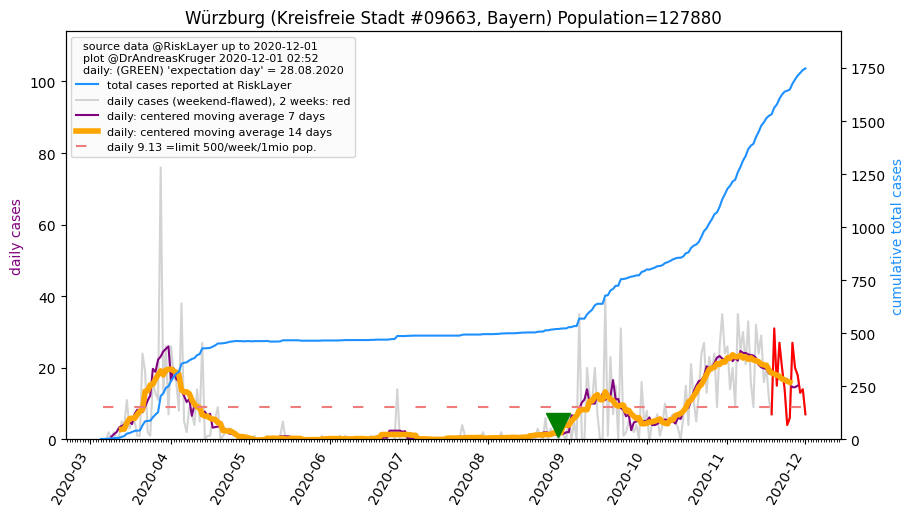 Würzburg (Kreisfreie Stadt #09663, Bayern) Population=127880
source data @RiskLayer up to 2020-12-01
plot @DrAndreasKruger 2020-12-01 02:52
daily: (GREEN) 'expectation day' = 28.08.2020
total cases reported at RiskLayer
daily cases (weekend-flawed), 2 weeks: red
daily: centered moving average 7 days
daily: centered moving average 14 days
daily 9.13 =limit 500/week/1mio pop.
daily cases
100
80
60
40
20
0
cumulative total cases
1750
1500
1250
1000
750
500
250
0
2020-03
2020-04
2020-05
2020-06
2020-07
2020-08
2020-09
2020-10
2020-11
2020-12